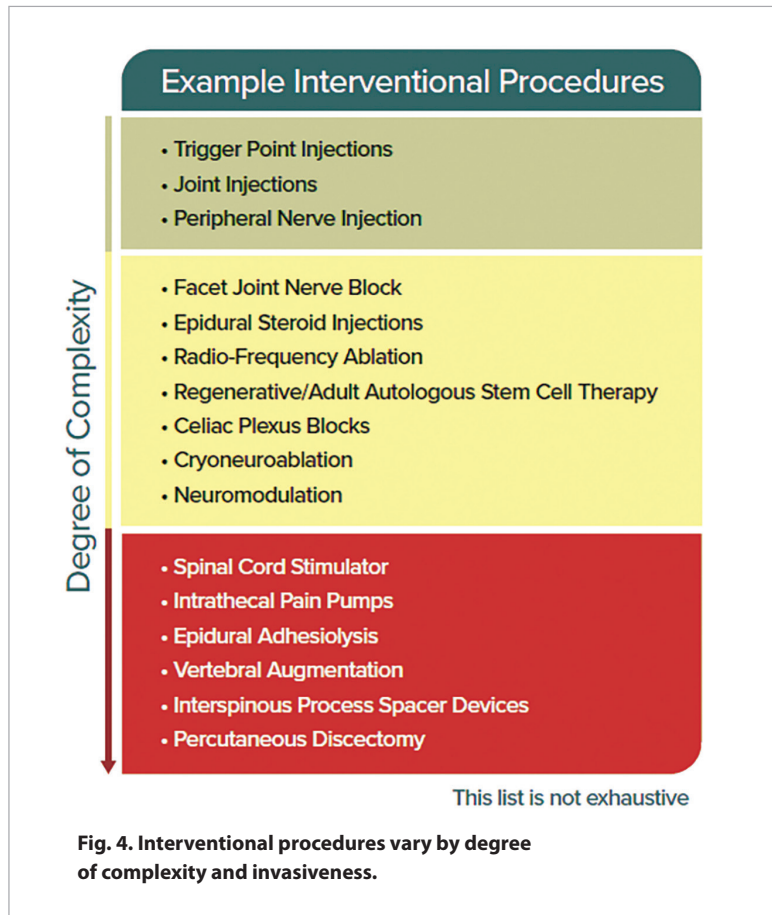 Example Interventional Procedures
• Trigger Point Injections
• Joint Injections
• Peripheral Nerve Injection
• Facet Joint Nerve Block
• Epidural Steroid Injections
• Radio-Frequency Ablation
• Regenerative/Adult Autologous Stem Cell Therapy
• Celiac Plexus Blocks
• Cryoneuroablation
• Neuromodulation
• Spinal Cord Stimulator
• Intrathecal Pain Pumps
• Epidural Adhesiolysis
• Vertebral Augmentation
• Interspinous Process Spacer Devices
• Percutaneous Discectomy
Degree of Complexity
This list is not exhaustive
Fig. 4. Interventional procedures vary by degree
of complexity and invasiveness.